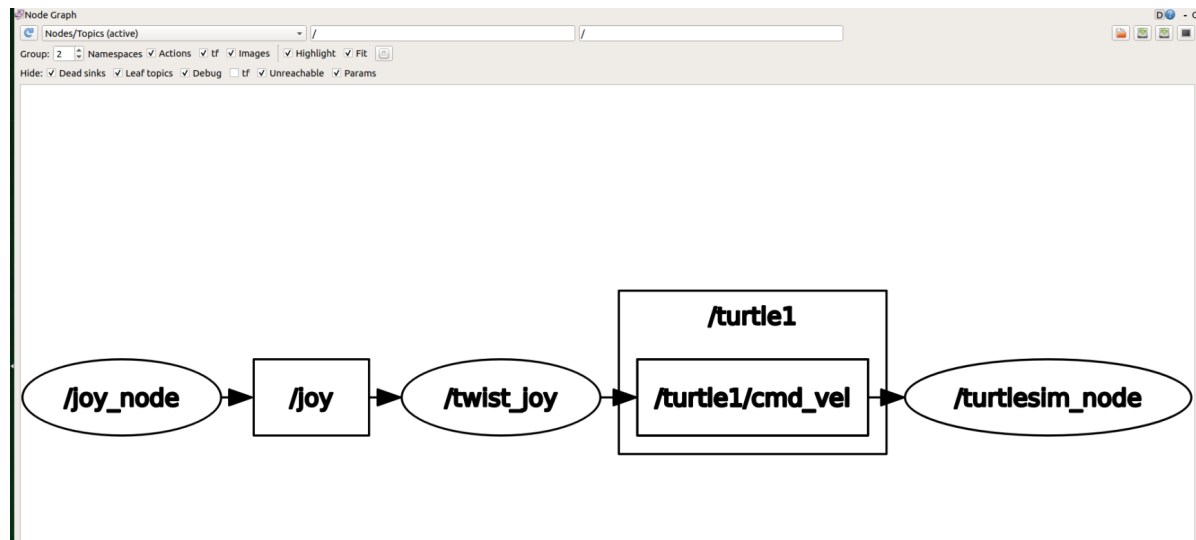 Node Graph
D - O
Nodes/Topics (active) / /
Group: 2 Namespaces Actions tf Images Highlight Fit
Hide: Dead sinks Leaf topics Debug tf Unreachable Params
/turtle1
/joy_node /joy /twist_joy /turtle1/cmd_vel /turtlesim_node